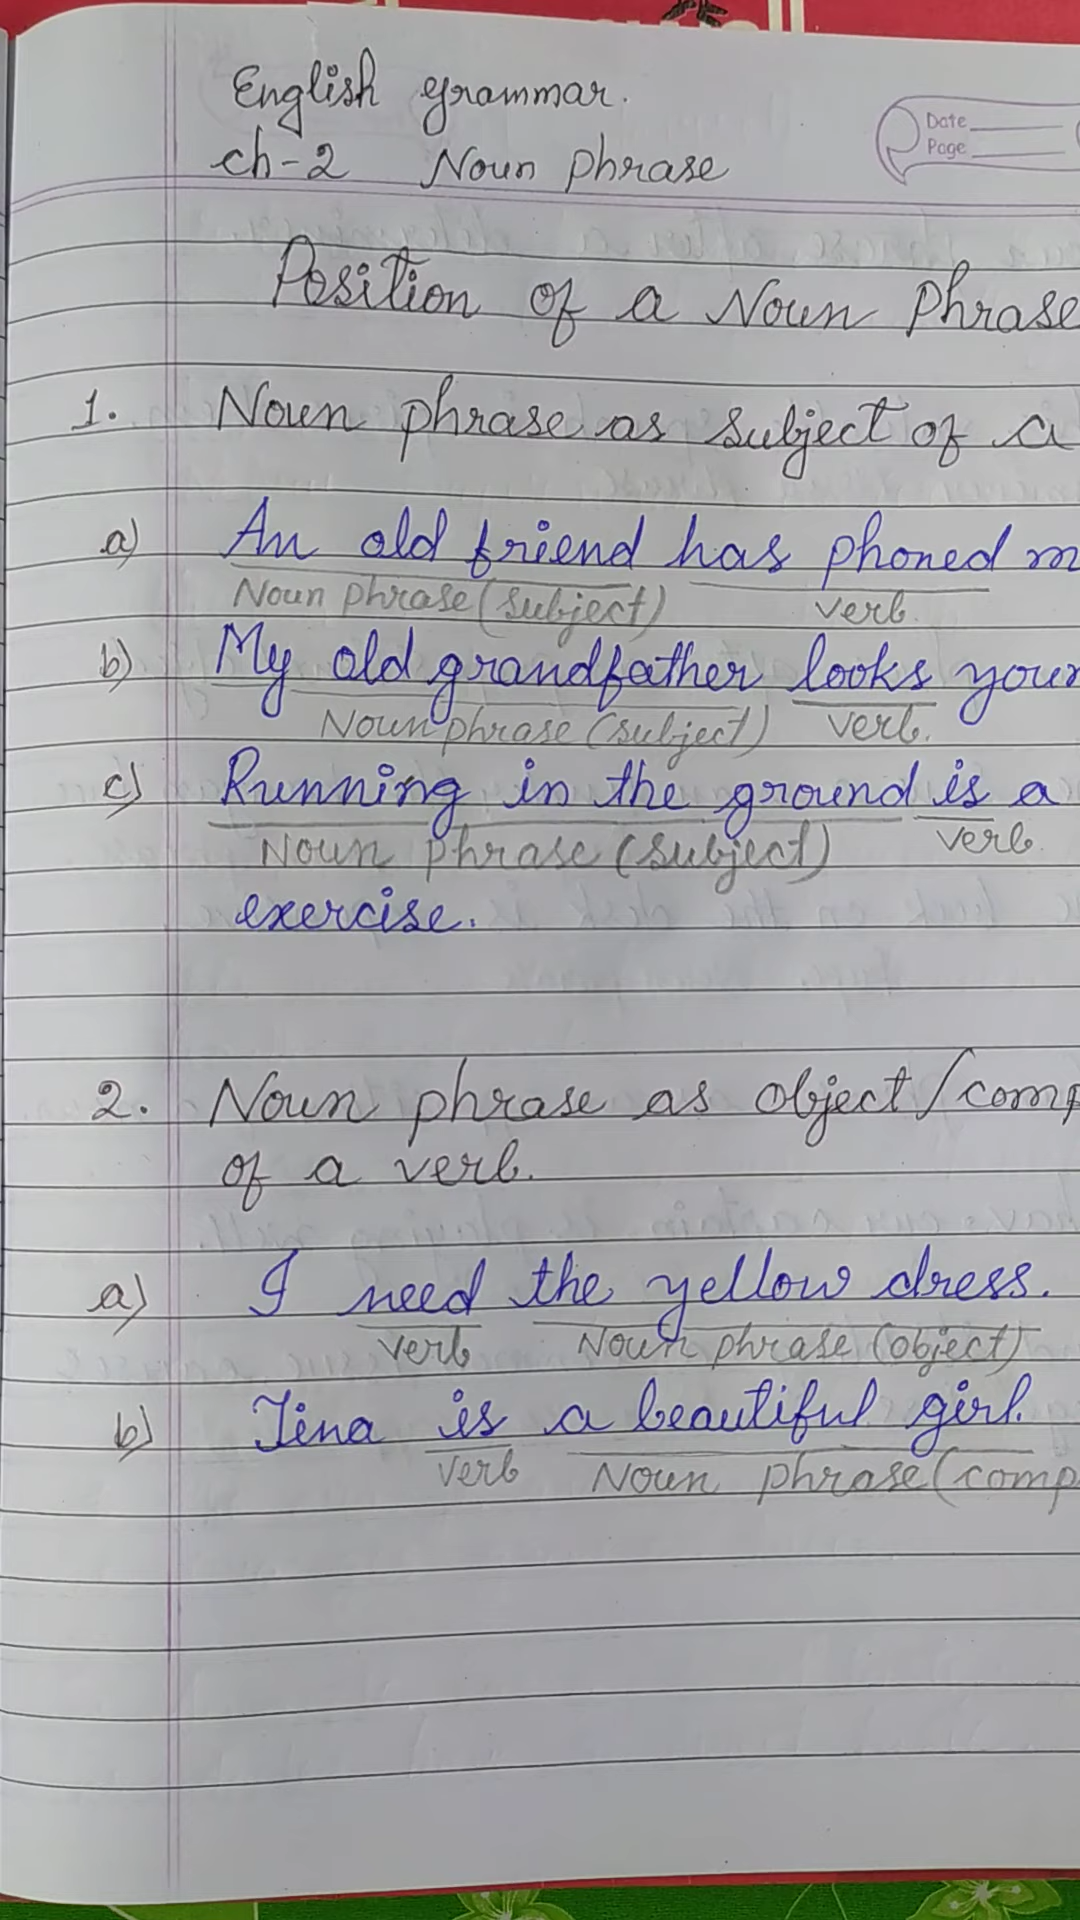 English grammar.
ch-2 Noun phrase
Date
Page
Position of a Noun Phrase
1. Noun phrase as subject of a
a) An old friend has phoned m
Noun phrase (subject) verb.
b) My old grandfather looks youn
Noun phrase (subject) verb.
c) Running in the ground is a
Noun phrase (subject) verb.
exercise.
2. Noun phrase as object/comp
of a verb.
a) I need the yellow dress.
verb Noun phrase (object)
b) Tina is a beautiful girl.
verb Noun phrase (comp